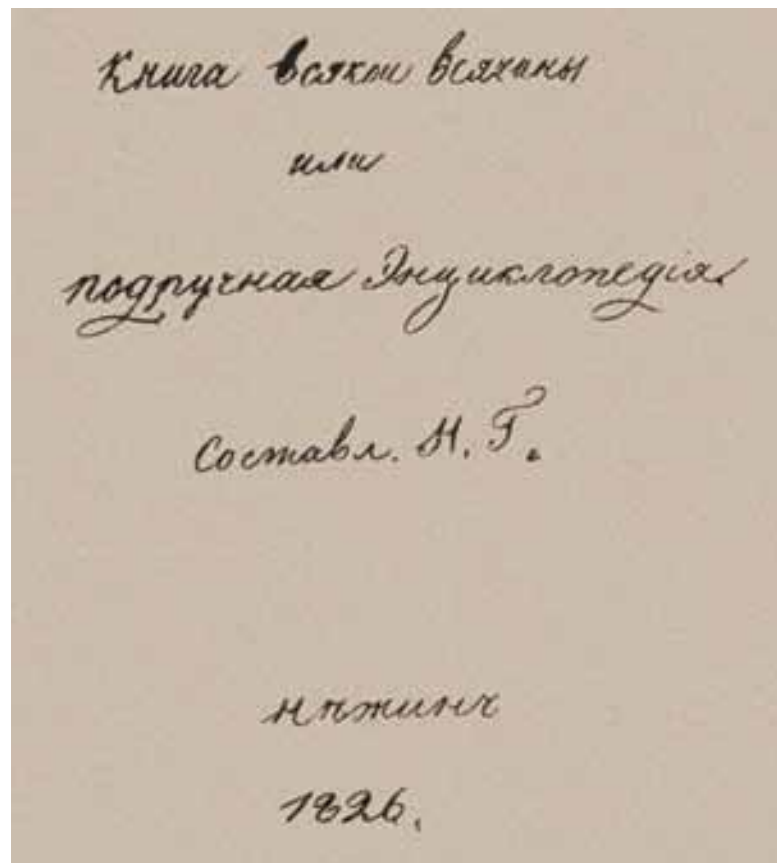 Книга всякой всячины
или
подручная Энциклопедія.
Составл. Н. Г.
Нѣжинъ
1826.